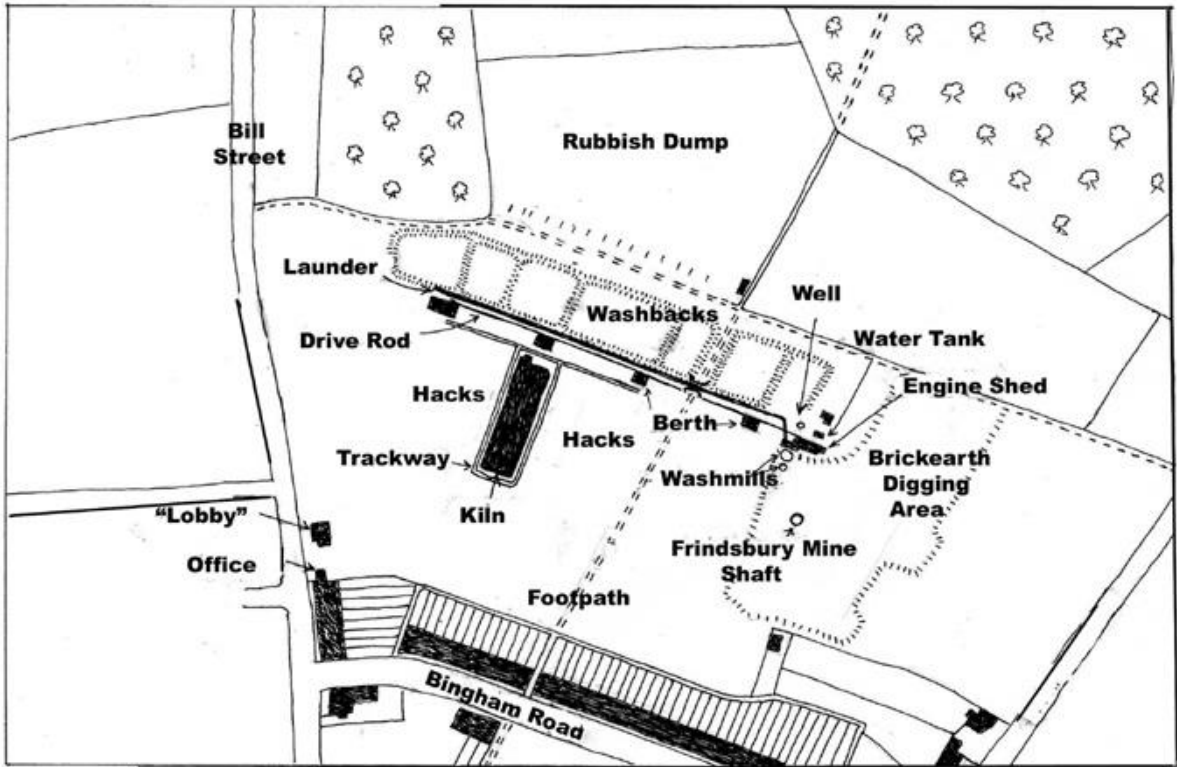 Bill
Street
Rubbish Dump
Launder
Well
Washbacks
Drive Rod
Water Tank
Engine Shed
Hacks
Hacks
Berth
Trackway
Washmills
Brickearth
Digging
Area
Kiln
"Lobby"
Frindsbury Mine
Shaft
Office
Footpath
Bingham Road